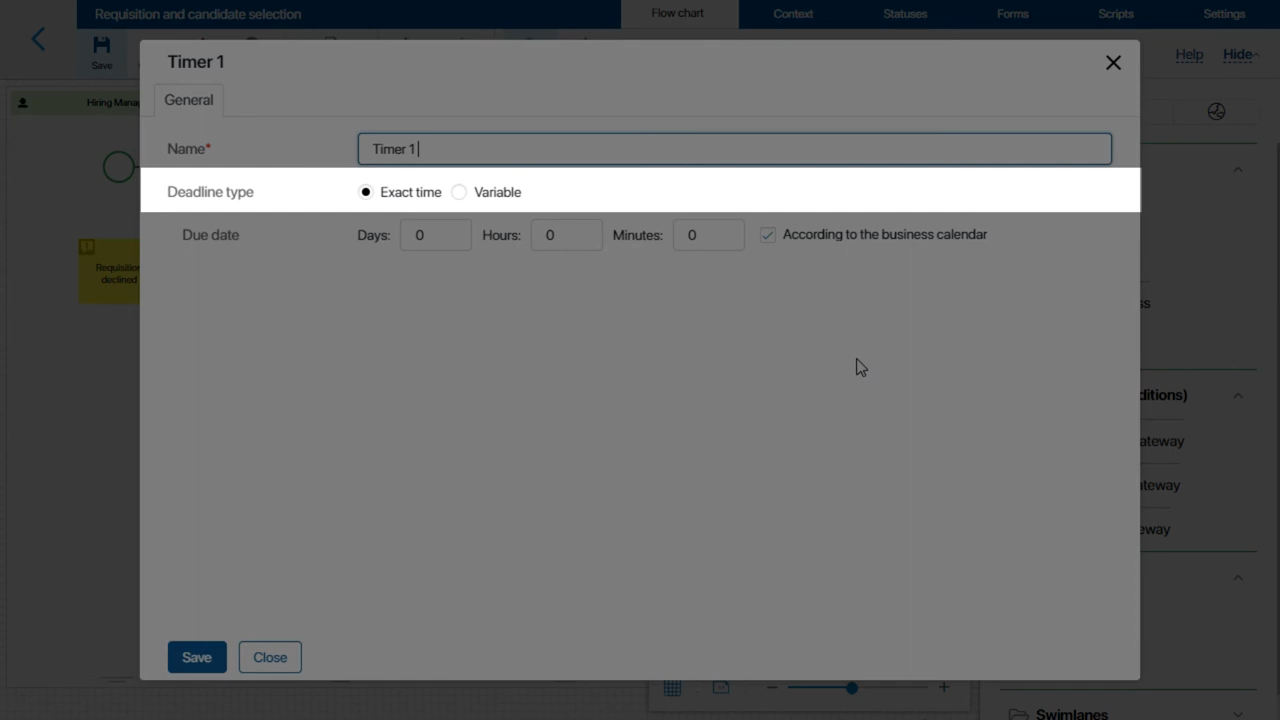 Requisition and candidate selection
Flow chart
Context
Statuses
Forms
Scripts
Settings
Save
Help
Hide
Timer 1
General
Hiring Mana
Name*
Timer 1
Deadline type
Exact time
Variable
Due date
Days: 0
Hours: 0
Minutes: 0
According to the business calendar
Requisition
declined
ss
ditions)
ateway
ateway
eway
Save
Close
Swimlanes